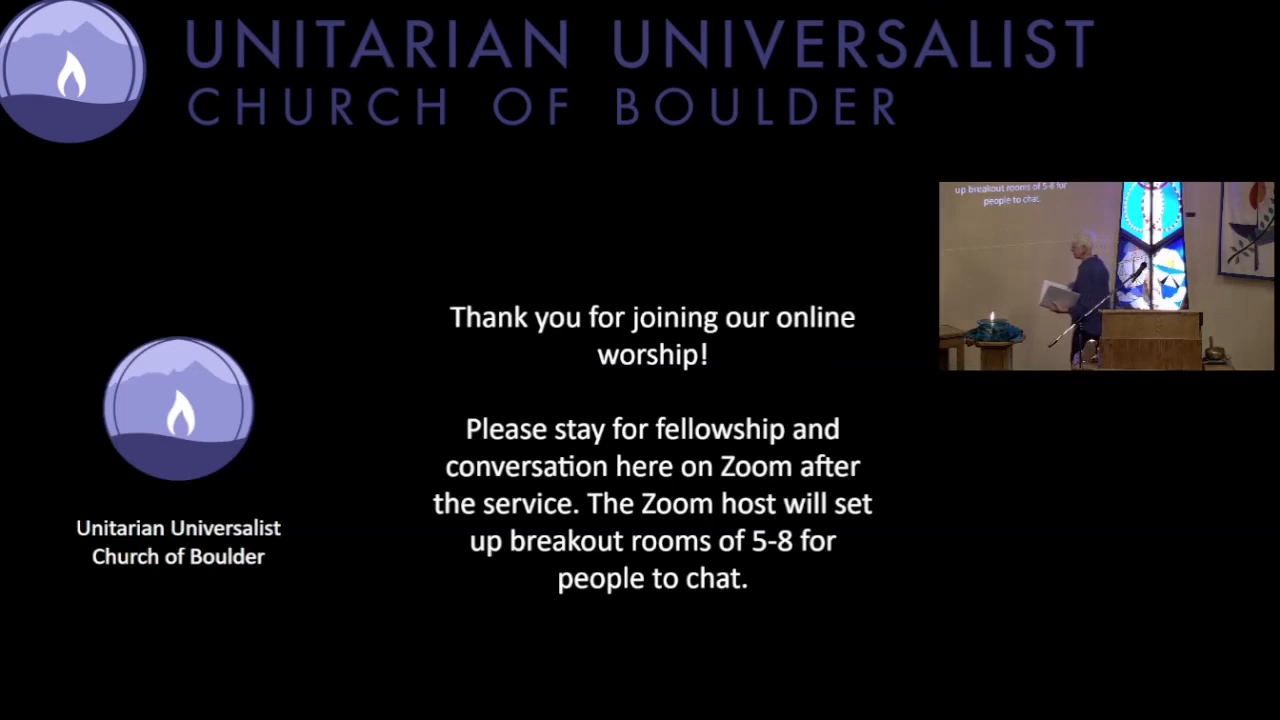 UNITARIAN UNIVERSALIST
CHURCH OF BOULDER
up breakout rooms of 5-8 for
people to chat.
Thank you for joining our online
worship!
Please stay for fellowship and
conversation here on Zoom after
the service. The Zoom host will set
up breakout rooms of 5-8 for
people to chat.
Unitarian Universalist
Church of Boulder